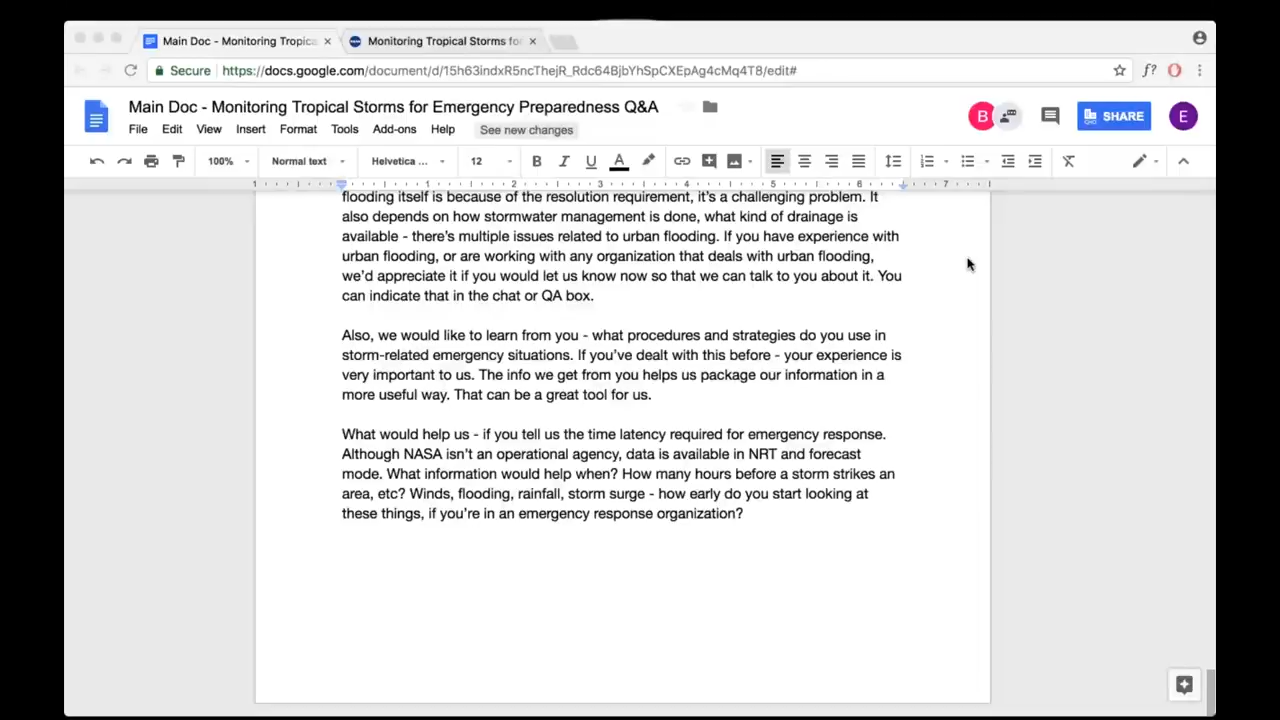 Main Doc - Monitoring Tropica
Monitoring Tropical Storms for
Secure https://docs.google.com/document/d/15h63indxR5ncThejR_Rdc64BjbYhSpCXEpAg4cMq4T8/edit#
f?
Main Doc - Monitoring Tropical Storms for Emergency Preparedness Q&A
File Edit View Insert Format Tools Add-ons Help See new changes
B SHARE E
100% Normal text Helvetica ... 12 B I U A
1 1 2 3 4 5 6 7
flooding itself is because of the resolution requirement, it's a challenging problem. It
also depends on how stormwater management is done, what kind of drainage is
available - there's multiple issues related to urban flooding. If you have experience with
urban flooding, or are working with any organization that deals with urban flooding,
we'd appreciate it if you would let us know now so that we can talk to you about it. You
can indicate that in the chat or QA box.
Also, we would like to learn from you - what procedures and strategies do you use in
storm-related emergency situations. If you've dealt with this before - your experience is
very important to us. The info we get from you helps us package our information in a
more useful way. That can be a great tool for us.
What would help us - if you tell us the time latency required for emergency response.
Although NASA isn't an operational agency, data is available in NRT and forecast
mode. What information would help when? How many hours before a storm strikes an
area, etc? Winds, flooding, rainfall, storm surge - how early do you start looking at
these things, if you're in an emergency response organization?